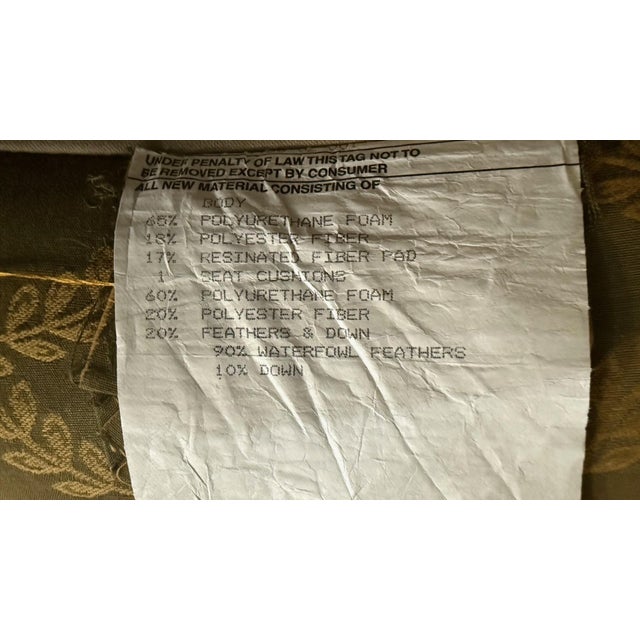 UNDER PENALTY OF LAW THIS TAG NOT TO
BE REMOVED EXCEPT BY CONSUMER
ALL NEW MATERIAL CONSISTING OF
BODY
65% POLYURETHANE FOAM
18% POLYESTER FIBER
17% RESINATED FIBER PAD
1 SEAT CUSHIONS
60% POLYURETHANE FOAM
20% POLYESTER FIBER
20% FEATHERS & DOWN
90% WATERFOWL FEATHERS
10% DOWN